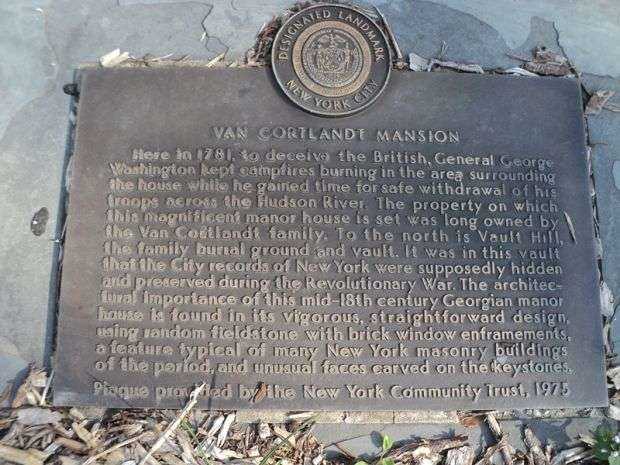 DESIGNATED LANDMARK
NEW YORK CITY
VAN CORTLANDT MANSION
Here in 1781, to deceive the British, General George
Washington kept campfires burning in the area surrounding
the house while he gained time for safe withdrawal of his
troops across the Hudson River. The property on which
this magnificent manor house is set was long owned by
the Van Cortlandt family. To the north is Vault Hill,
the family burial ground and vault. It was in this vault
that the City records of New York were supposedly hidden
and preserved during the Revolutionary War. The architec-
tural importance of this mid-18th century Georgian manor
house is found in its vigorous, straightforward design,
using random fieldstone with brick window enframements,
a feature typical of many New York masonry buildings
of the period, and unusual faces carved on the keystones.
Plaque provided by the New York Community Trust, 1975